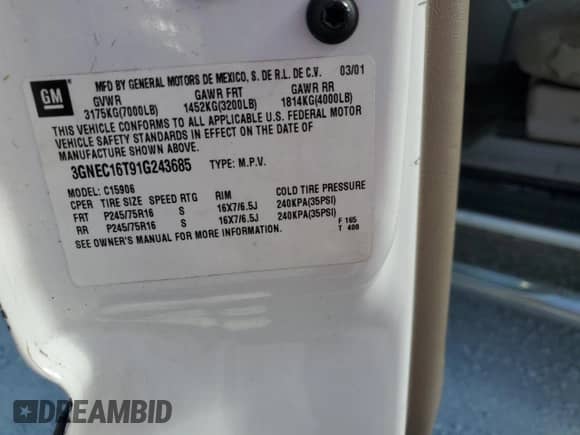 GM
MFD BY GENERAL MOTORS DE MEXICO, S. DE R.L. DE C.V. 03/01
GVWR GAWR FRT GAWR RR
3175KG(7000LB) 1452KG(3200LB) 1814KG(4000LB)
THIS VEHICLE CONFORMS TO ALL APPLICABLE U.S. FEDERAL MOTOR
VEHICLE SAFETY STANDARDS IN EFFECT ON THE DATE OF
MANUFACTURE SHOWN ABOVE.
3GNEC16T91G243685 TYPE: M.P.V.
MODEL: C15906
CPER TIRE SIZE SPEED RTG RIM COLD TIRE PRESSURE
FRT P245/75R16 S 16X7/6.5J 240KPA(35PSI)
RR P245/75R16 S 16X7/6.5J 240KPA(35PSI)
SEE OWNER'S MANUAL FOR MORE INFORMATION.
F 165
T 400
DREAMBID